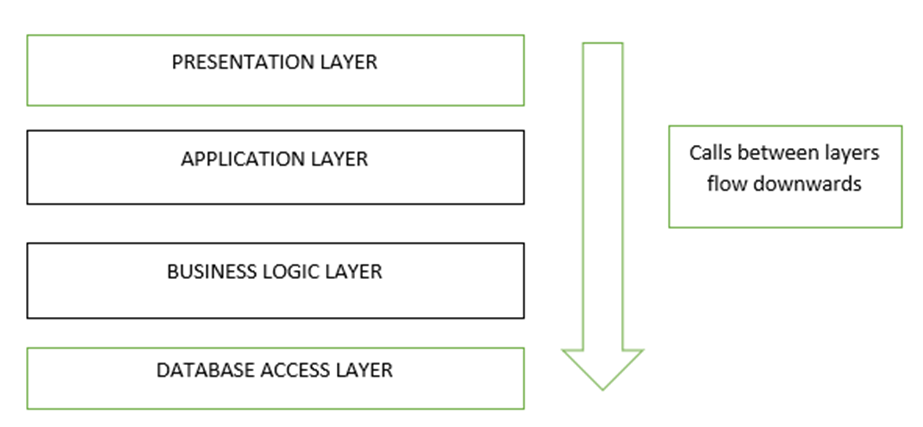 PRESENTATION LAYER
APPLICATION LAYER
BUSINESS LOGIC LAYER
DATABASE ACCESS LAYER
Calls between layers
flow downwards